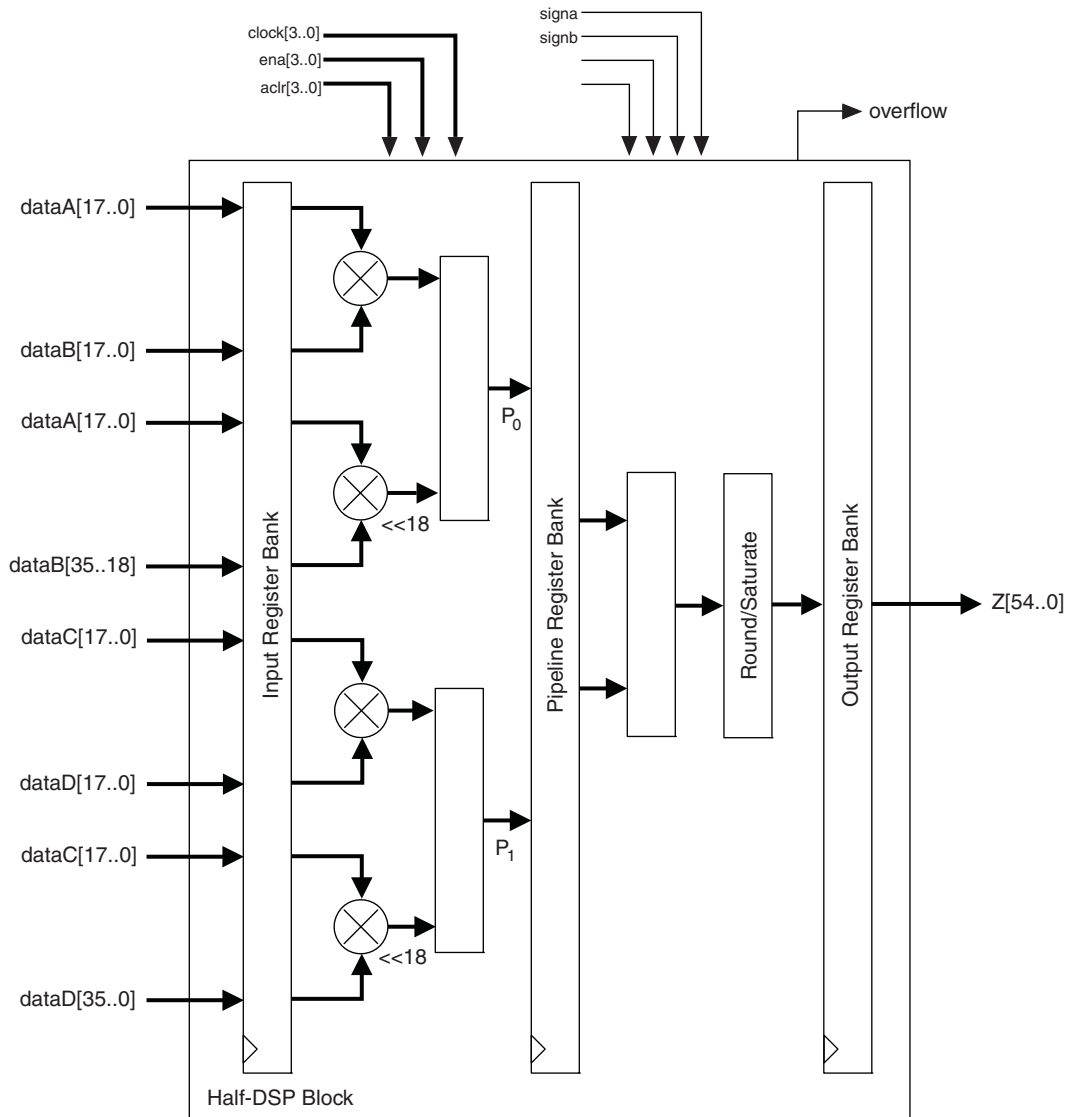 clock[3..0]
ena[3..0]
aclr[3..0]
signa
signb
overflow
dataA[17..0]
dataB[17..0]
dataA[17..0]
dataB[35..18]
dataC[17..0]
dataD[17..0]
dataC[17..0]
dataD[35..0]
Input Register Bank
<<18
<<18
P0
P1
Pipeline Register Bank
Round/Saturate
Output Register Bank
Z[54..0]
Half-DSP Block